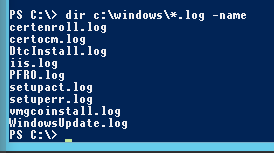 PS C:\> dir c:\windows\*.log -name
certenroll.log
certocm.log
DtcInstall.log
iis.log
PFRO.log
setupact.log
setuperr.log
vmgcoinstall.log
WindowsUpdate.log
PS C:\> _